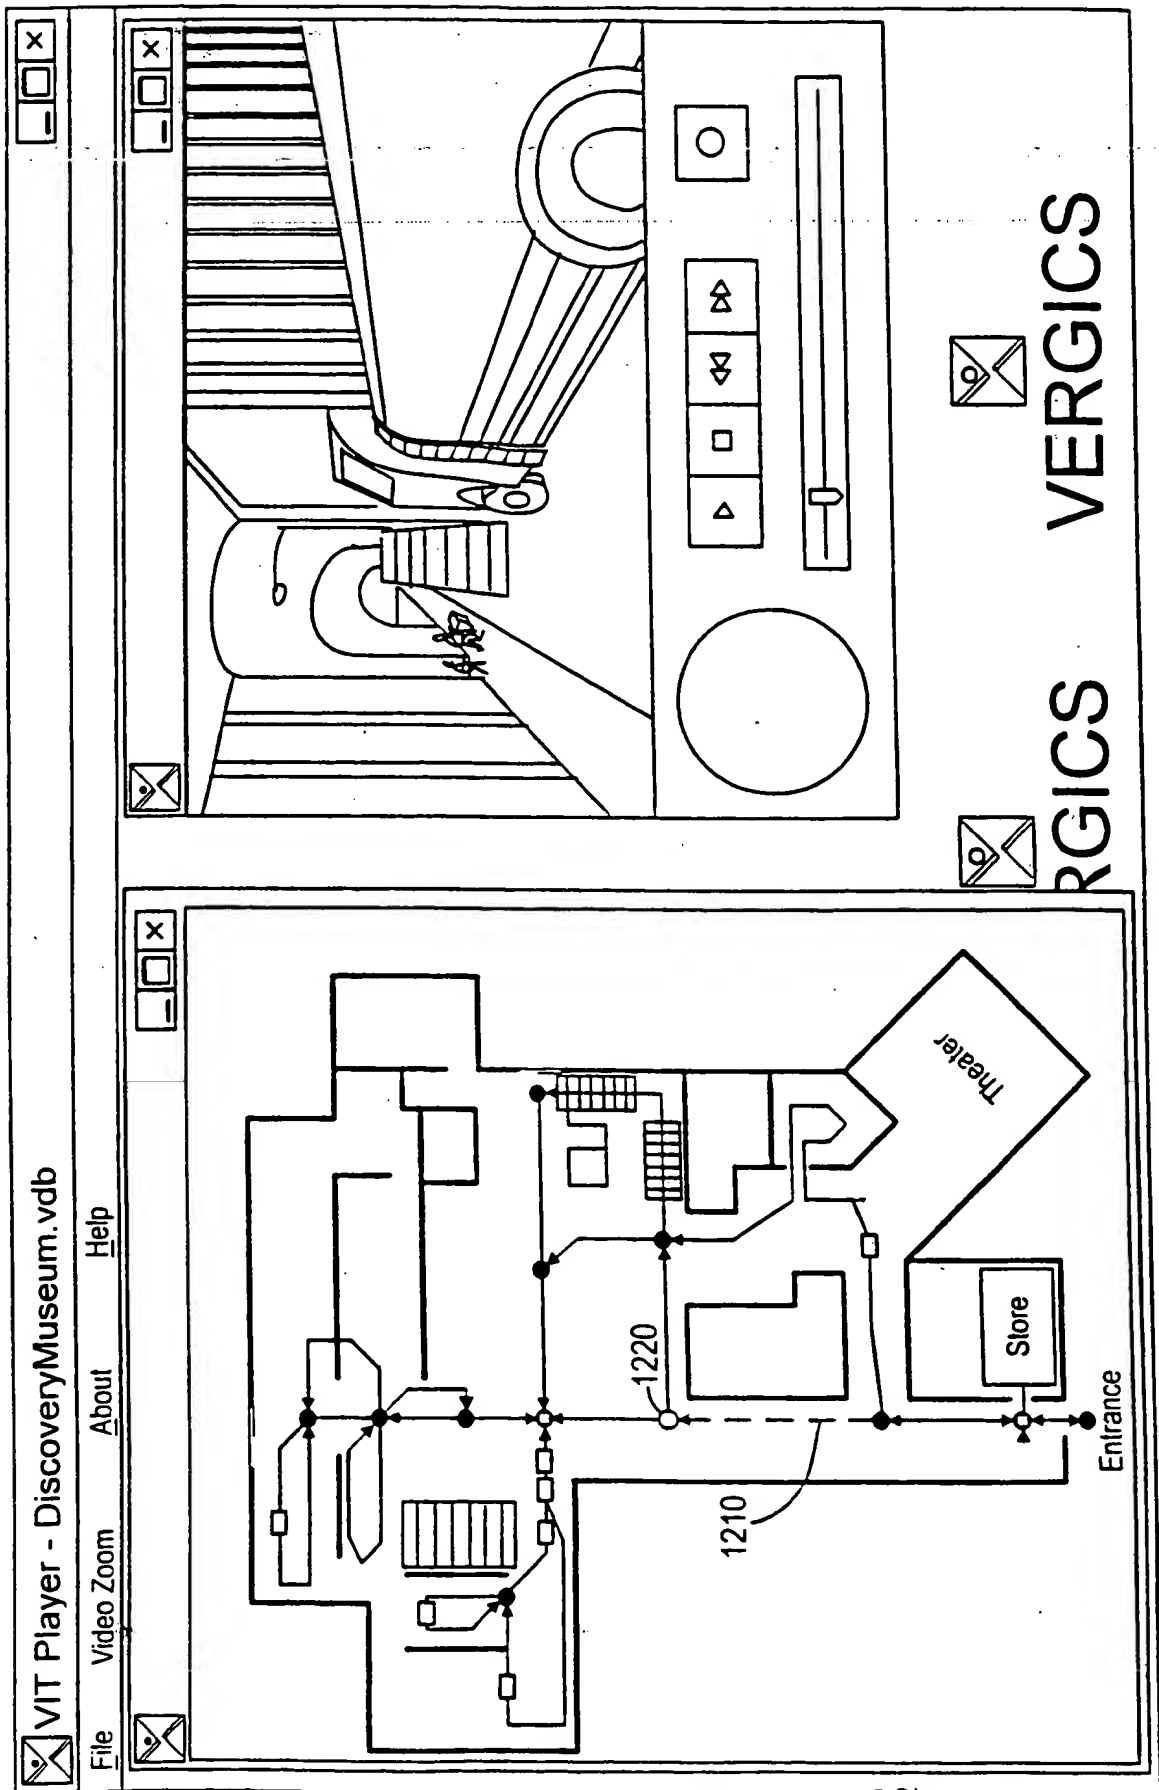 VIT Player - DiscoveryMuseum.vdb
File Video Zoom About Help
1220
1210
Theater
Store
Entrance
VERGICS
RGICS